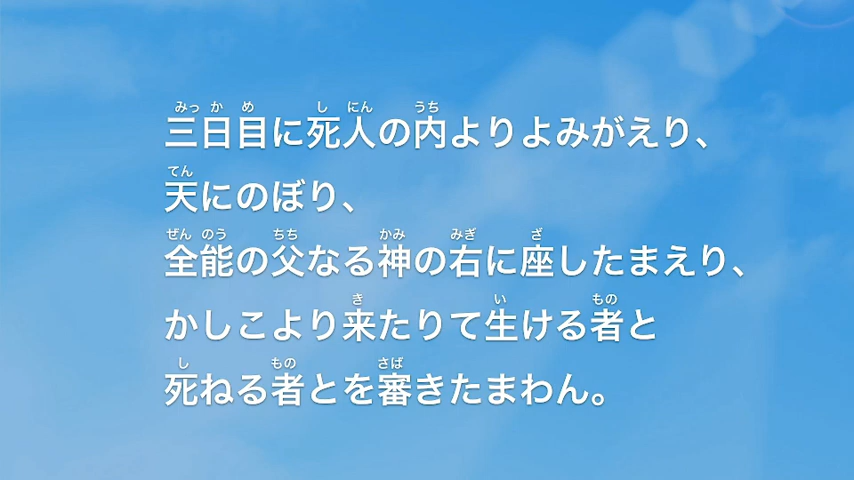 三日目に死人の内よりよみがえり、
天にのぼり、
全能の父なる神の右に座したまえり、
かしこより来たりて生ける者と
死ねる者とを審きたまわん。